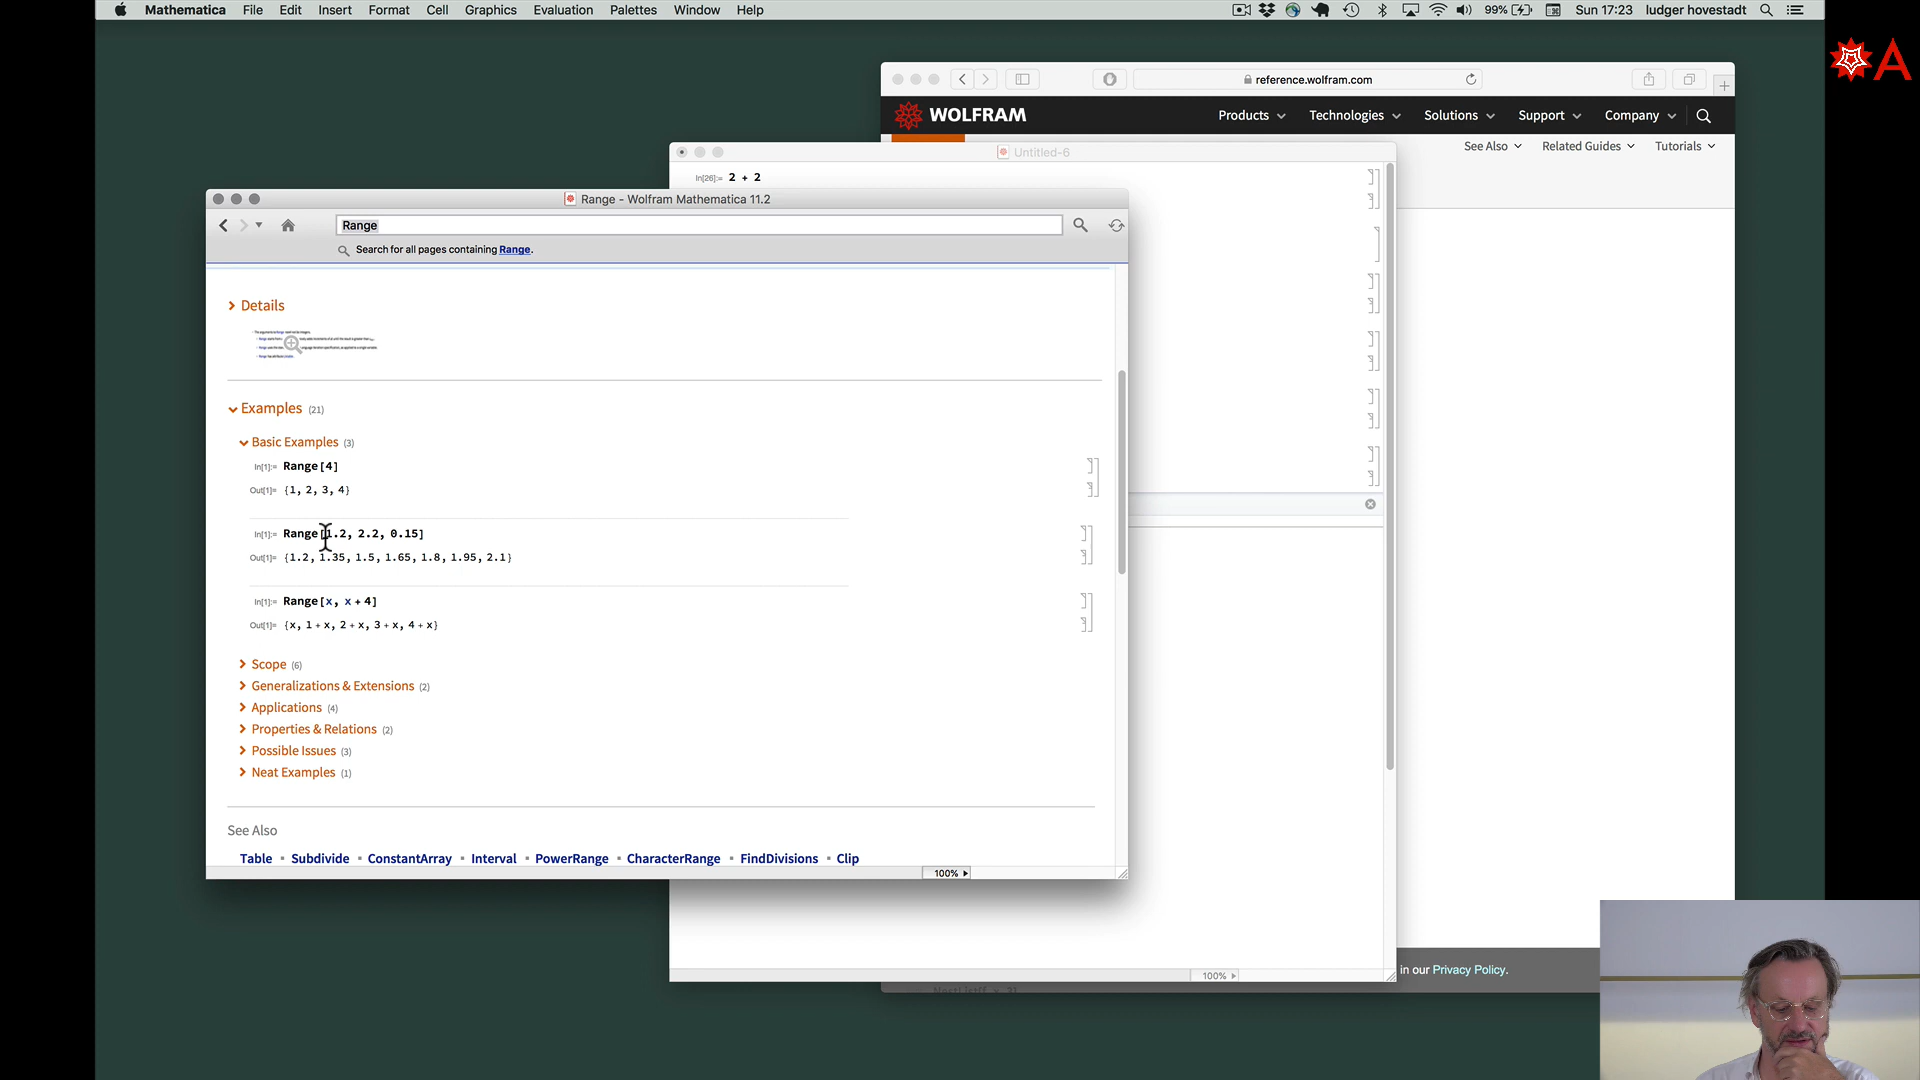 Mathematica File Edit Insert Format Cell Graphics Evaluation Palettes Window Help 99% Sun 17:23 ludger hovestadt
A
reference.wolfram.com
WOLFRAM Products Technologies Solutions Support Company
See Also Related Guides Tutorials
Untitled-6
In[26]:= 2 + 2
Range - Wolfram Mathematica 11.2
Range
Search for all pages containing Range.
Details
Examples (21)
Basic Examples (3)
In[1]:= Range[4]
Out[1]= {1, 2, 3, 4}
In[1]:= Range[1.2, 2.2, 0.15]
Out[1]= {1.2, 1.35, 1.5, 1.65, 1.8, 1.95, 2.1}
In[1]:= Range[x, x + 4]
Out[1]= {x, 1 + x, 2 + x, 3 + x, 4 + x}
Scope (6)
Generalizations & Extensions (2)
Applications (4)
Properties & Relations (2)
Possible Issues (3)
Neat Examples (1)
See Also
Table ▪ Subdivide ▪ ConstantArray ▪ Interval ▪ PowerRange ▪ CharacterRange ▪ FindDivisions ▪ Clip
100%
100%
in our Privacy Policy.